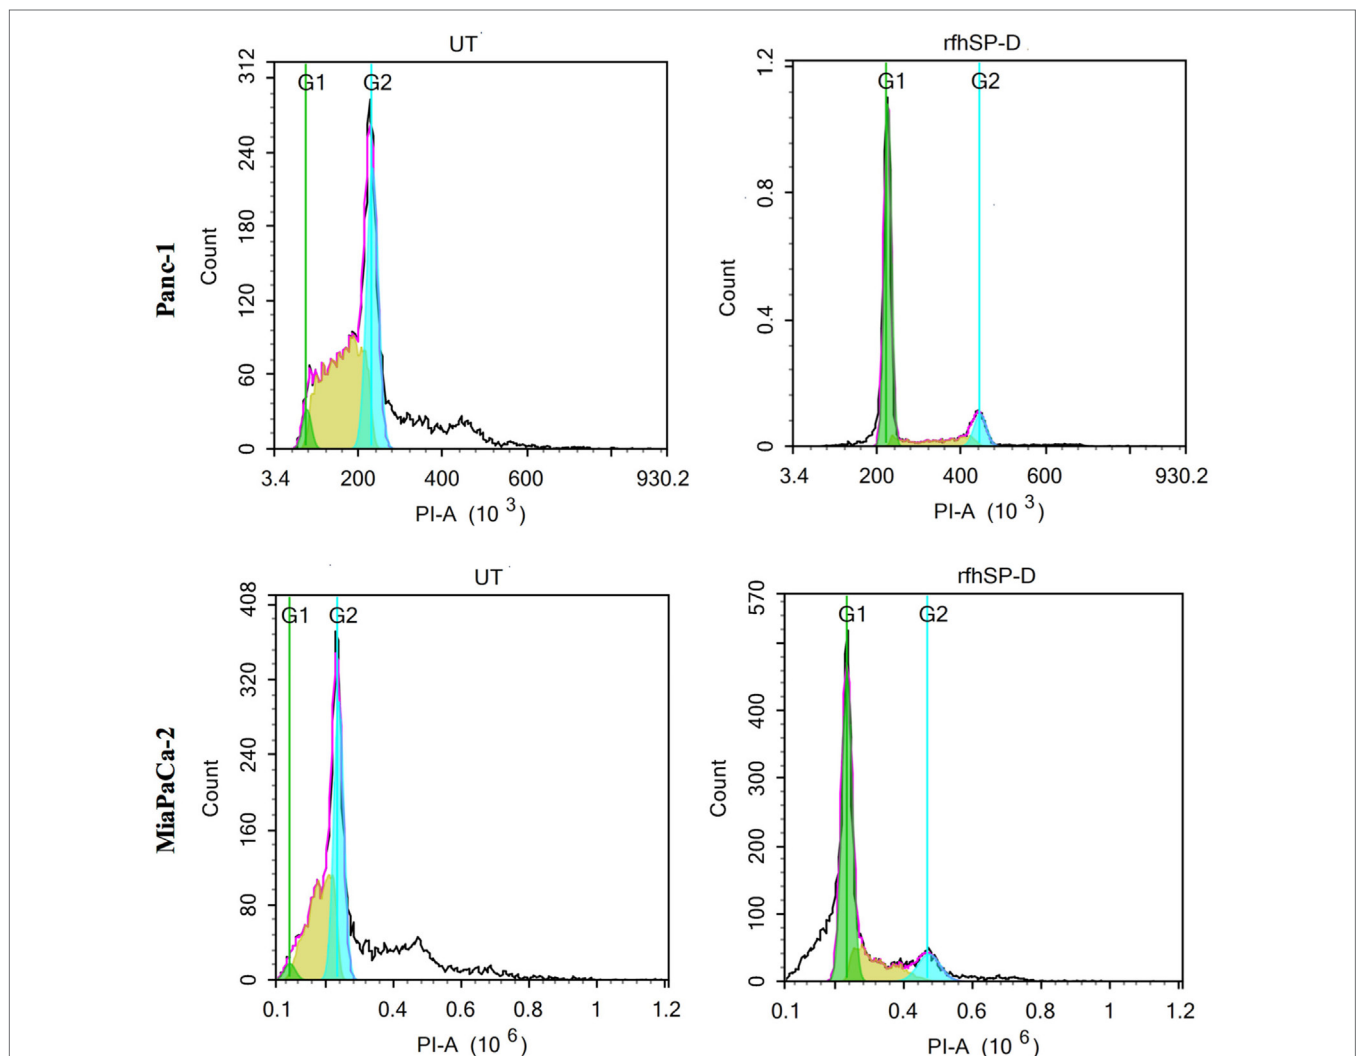 Panc-1
UT
312
240
180
120
60
0
Count
G1 G2
3.4 200 400 600 930.2
PI-A (10 3)
rfhSP-D
1.2
0.8
0.4
0
Count
G1 G2
3.4 200 400 600 930.2
PI-A (10 3)
MiaPaCa-2
UT
408
320
240
160
80
0
Count
G1 G2
0.1 0.4 0.6 0.8 1 1.2
PI-A (10 6)
rfhSP-D
570
400
300
200
100
0
Count
G1 G2
0.1 0.4 0.6 0.8 1 1.2
PI-A (10 6)